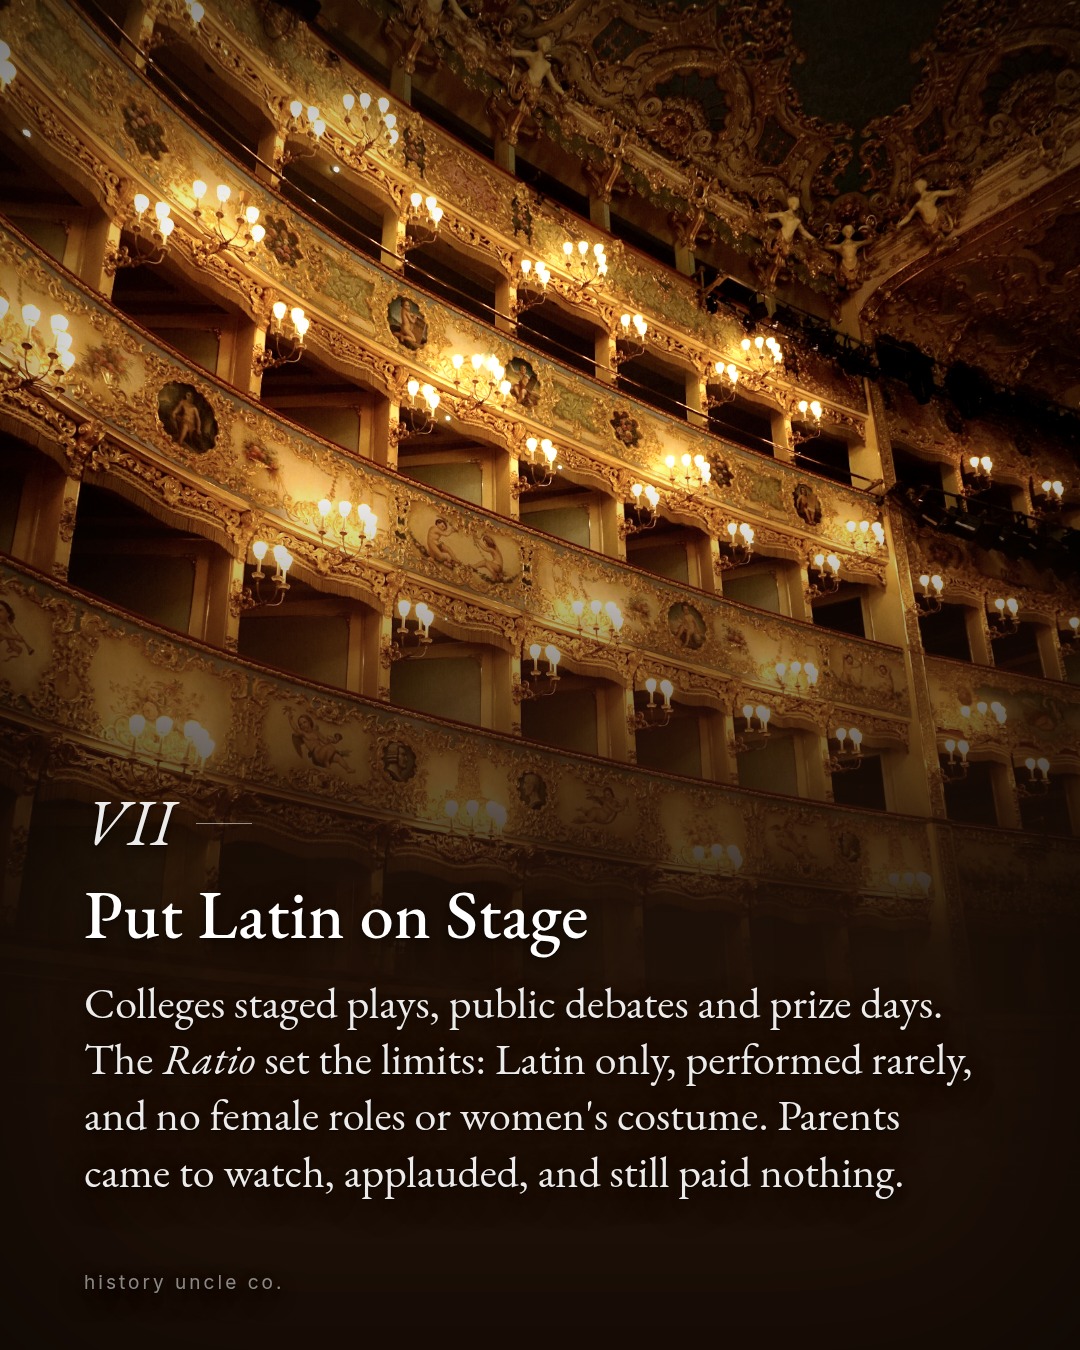 VII
Put Latin on Stage
Colleges staged plays, public debates and prize days.
The Ratio set the limits: Latin only, performed rarely,
and no female roles or women's costume. Parents
came to watch, applauded, and still paid nothing.
history uncle co.